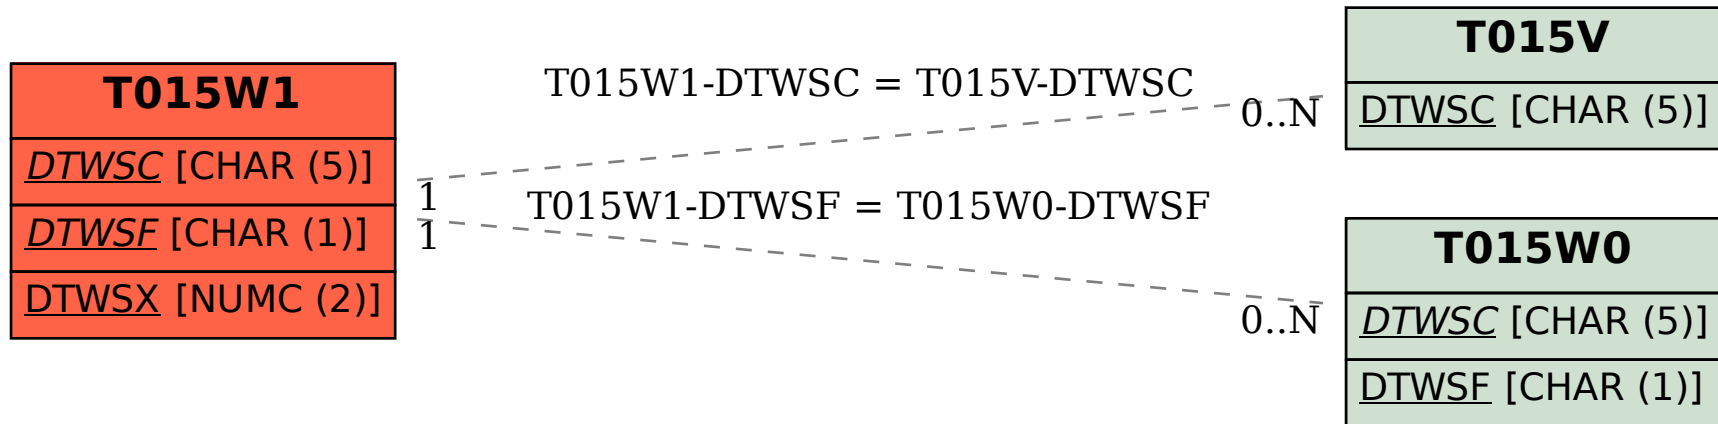 T015W1
DTWSC [CHAR (5)]
DTWSF [CHAR (1)]
DTWSX [NUMC (2)]
T015W1-DTWSC = T015V-DTWSC
0..N
1
T015W1-DTWSF = T015W0-DTWSF
1
0..N
T015V
DTWSC [CHAR (5)]
T015W0
DTWSC [CHAR (5)]
DTWSF [CHAR (1)]